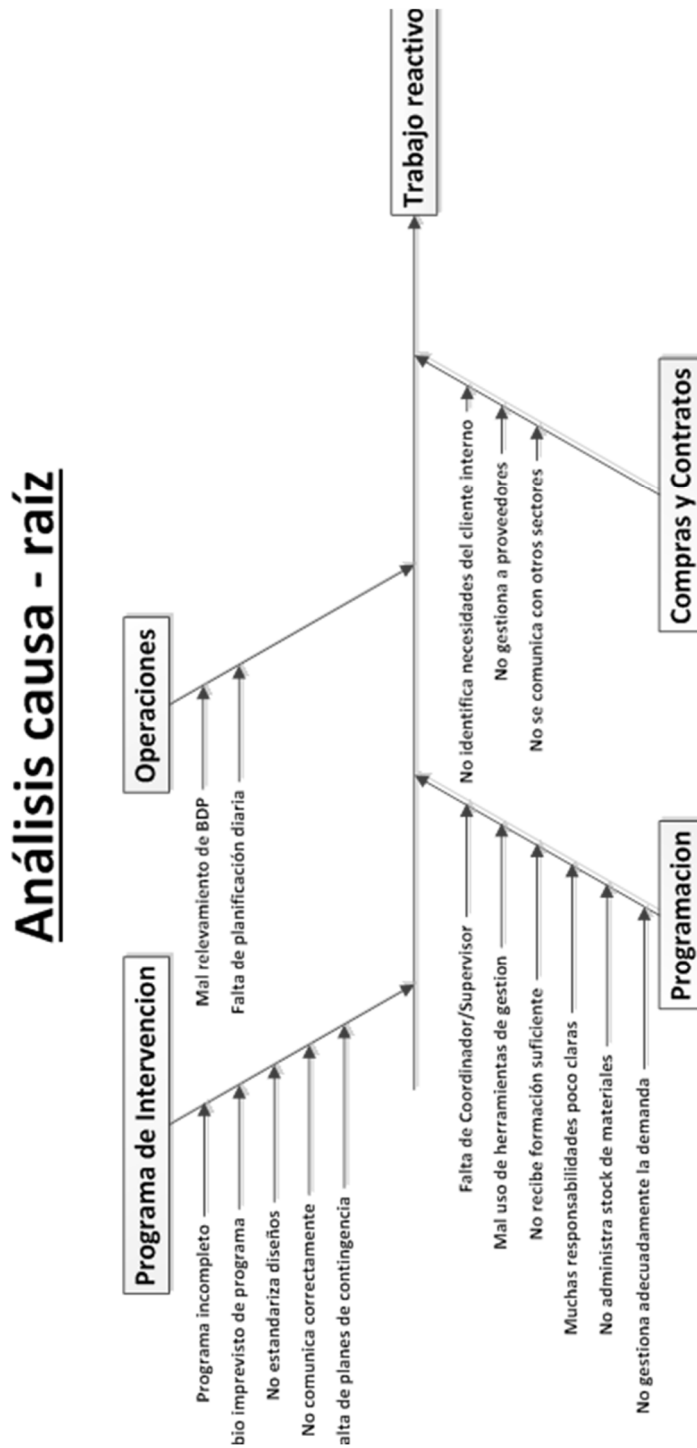 Análisis causa - raíz
Programa de Intervencion
Programa incompleto
bio imprevisto de programa
No estandariza diseños
No comunica correctamente
alta de planes de contingencia
Operaciones
Mal relevamiento de BDP
Falta de planificación diaria
Trabajo reactivo
Falta de Coordinador/Supervisor
Mal uso de herramientas de gestion
No recibe formación suficiente
Muchas responsabilidades poco claras
No administra stock de materiales
No gestiona adecuadamente la demanda
Programacion
No identifica necesidades del cliente interno
No gestiona a proveedores
No se comunica con otros sectores
Compras y Contratos